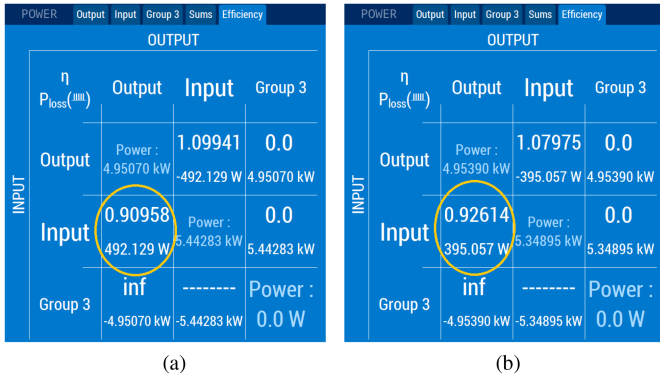 POWER Output Input Group 3 Sums Efficiency
OUTPUT
INPUT
η
P_loss(ııııı.) Output Input Group 3
Output Power : 4.95070 kW 1.09941 -492.129 W 0.0 4.95070 kW
Input 0.90958 492.129 W Power : 5.44283 kW 0.0 5.44283 kW
Group 3 inf -4.95070 kW -------- -5.44283 kW Power : 0.0 W
(a)
POWER Output Input Group 3 Sums Efficiency
OUTPUT
INPUT
η
P_loss(ııııı.) Output Input Group 3
Output Power : 4.95390 kW 1.07975 -395.057 W 0.0 4.95390 kW
Input 0.92614 395.057 W Power : 5.34895 kW 0.0 5.34895 kW
Group 3 inf -4.95390 kW -------- -5.34895 kW Power : 0.0 W
(b)